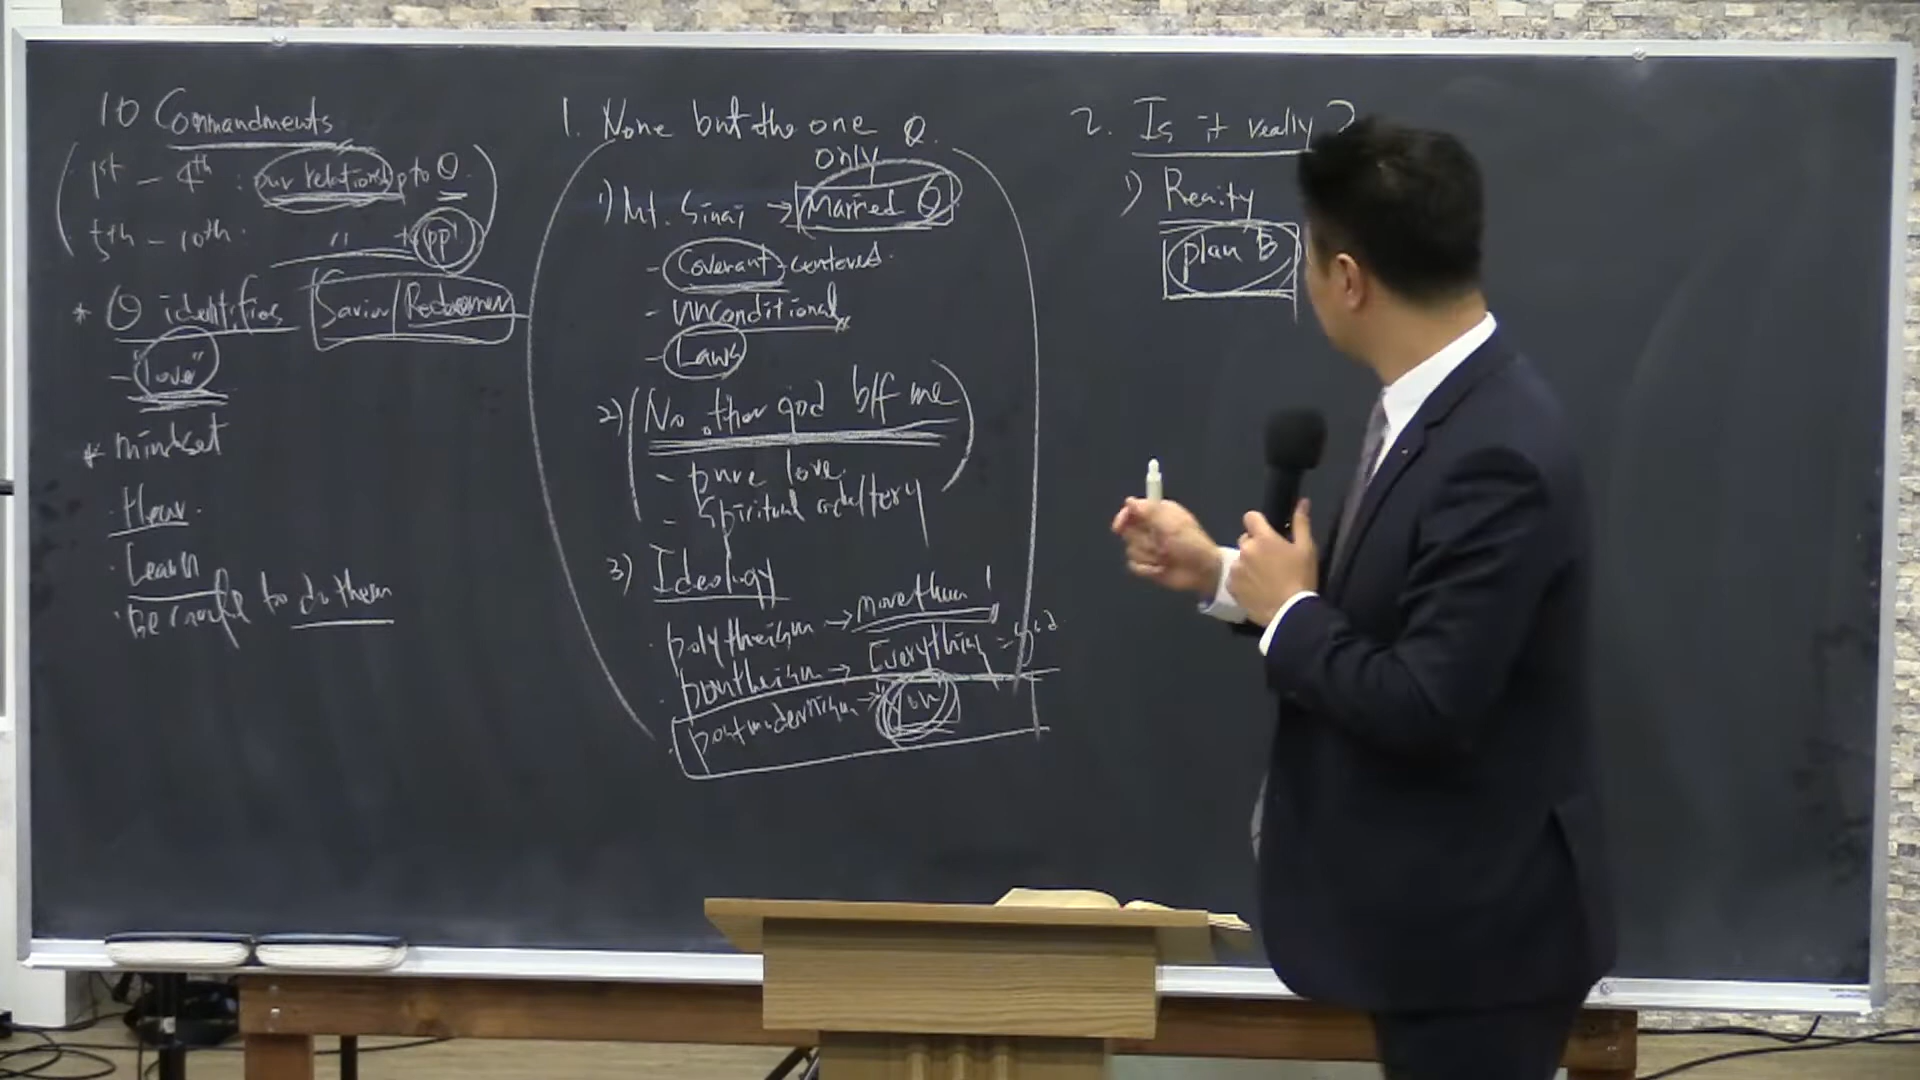 10 Commandments
1st - 4th : our relationship to Θ.
5th - 10th : " to ppl
* Θ identifies Savior/Redeemer
- "love"
* mindset
· Hear.
· Learn
· Be careful to do them
1. None but the one Θ.
only
1) Mt. Sinai → Married Θ
- Covenant-centered.
- unconditional
- Laws
2) (No other god b/f me)
- pure love.
- Spiritual adultery
3) Ideology
· polytheism → more than 1
· pantheism → Everything = god.
· postmodernism →
2. Is it really?
1) Reality
plan B